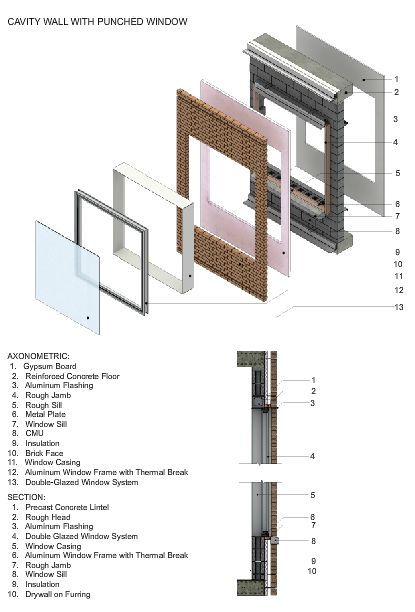 CAVITY WALL WITH PUNCHED WINDOW
1
2
3
4
5
6
7
8
9
10
11
12
13
AXONOMETRIC:
1. Gypsum Board
2. Reinforced Concrete Floor
3. Aluminum Flashing
4. Rough Jamb
5. Rough Sill
6. Metal Plate
7. Window Sill
8. CMU
9. Insulation
10. Brick Face
11. Window Casing
12. Aluminum Window Frame with Thermal Break
13. Double-Glazed Window System
SECTION:
1. Precast Concrete Lintel
2. Rough Head
3. Aluminum Flashing
4. Double Glazed Window System
5. Window Casing
6. Aluminum Window Frame with Thermal Break
7. Rough Jamb
8. Window Sill
9. Insulation
10. Drywall on Furring
1
2
3
4
5
6
7
8
9
10